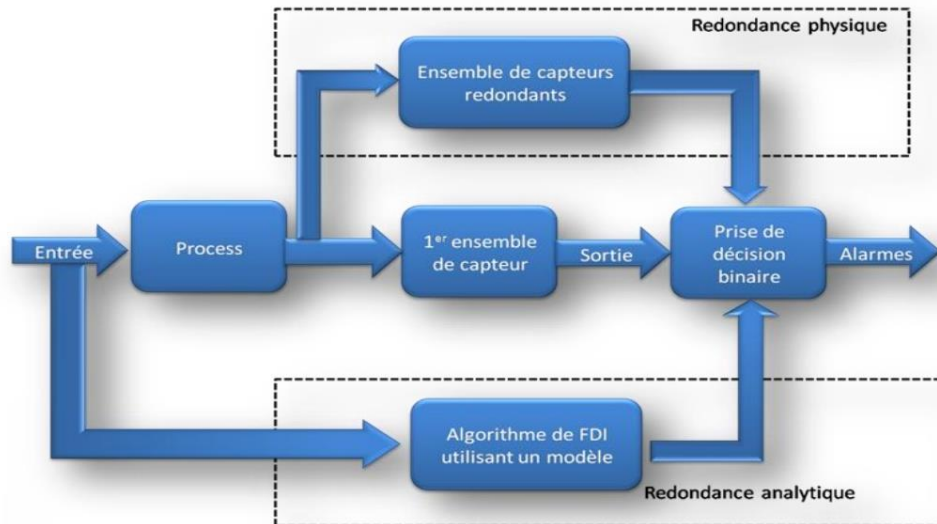 Redondance physique
Ensemble de capteurs
redondants
Entrée
Process
1er ensemble
de capteur
Sortie
Prise de
décision
binaire
Alarmes
Algorithme de FDI
utilisant un modèle
Redondance analytique